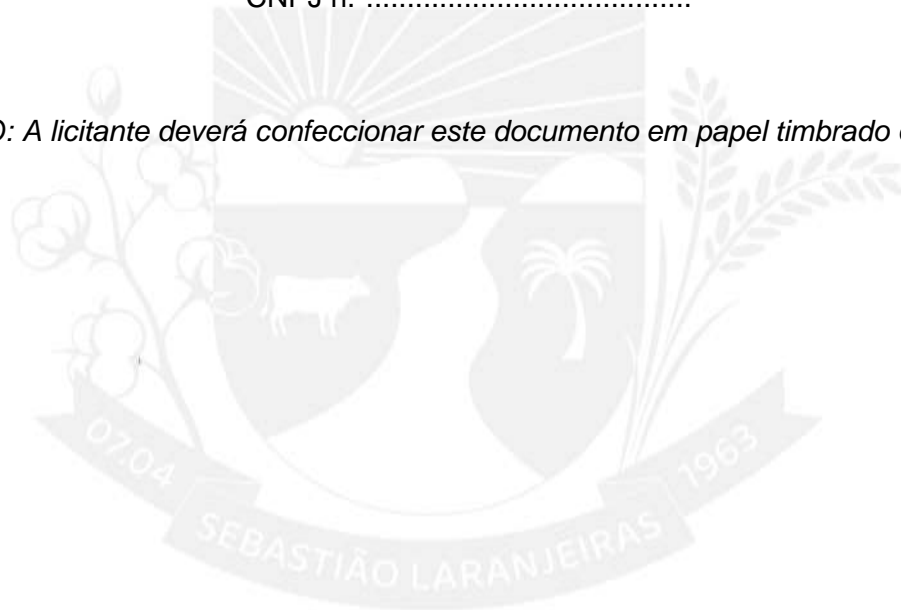 CNPJ n. .......................................
: A licitante deverá confeccionar este documento em papel timbrado
07.04
1963
SEBASTIÃO LARANJEIRAS